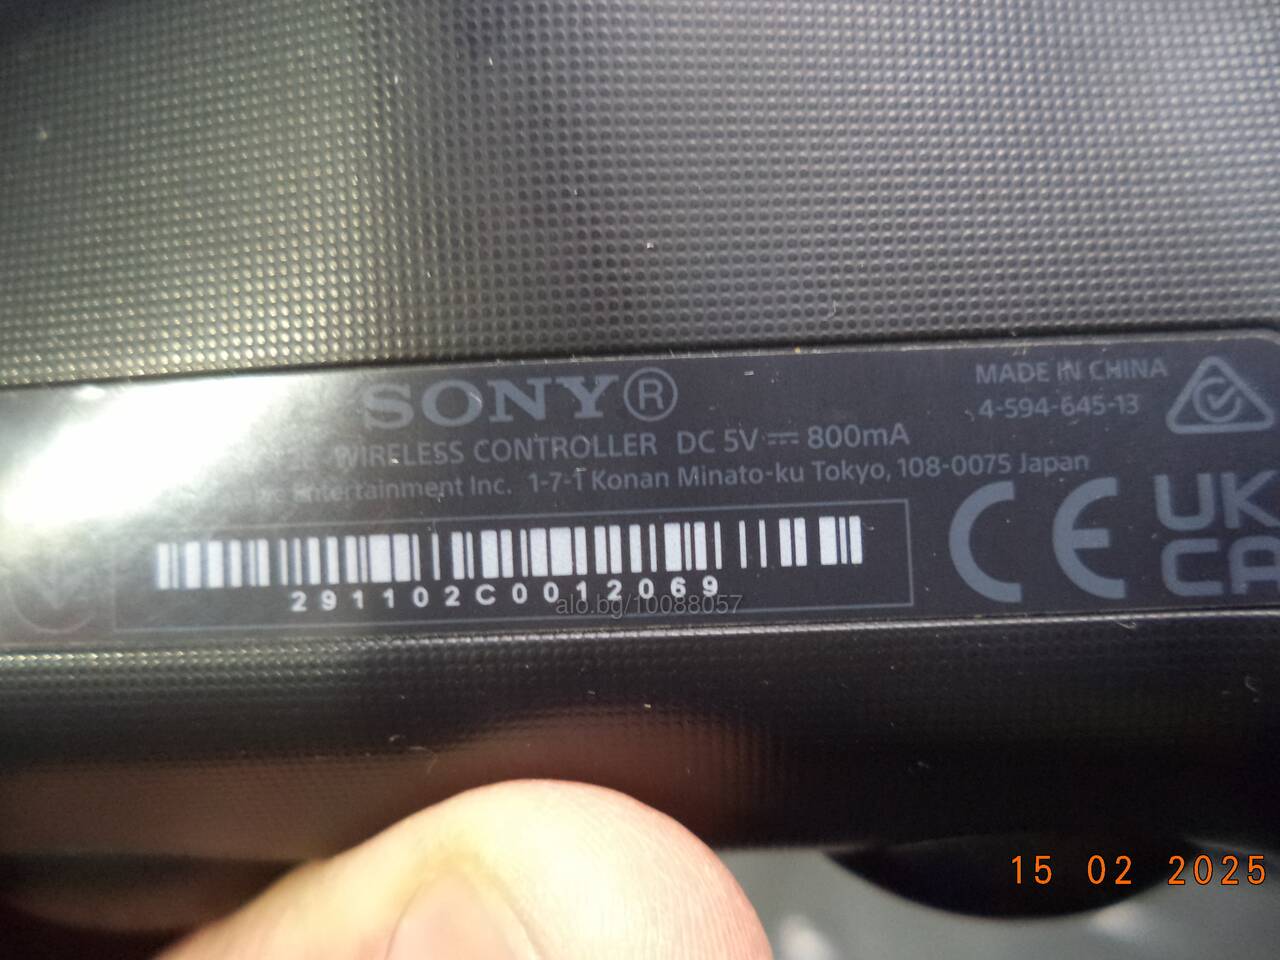 SONY®
MADE IN CHINA
4-594-645-13
WIRELESS CONTROLLER DC 5V 800mA
Entertainment Inc. 1-7-1 Konan Minato-ku Tokyo, 108-0075 Japan
CE
UK
CA
291102C0012069
alo.bg/10088057
15 02 2025